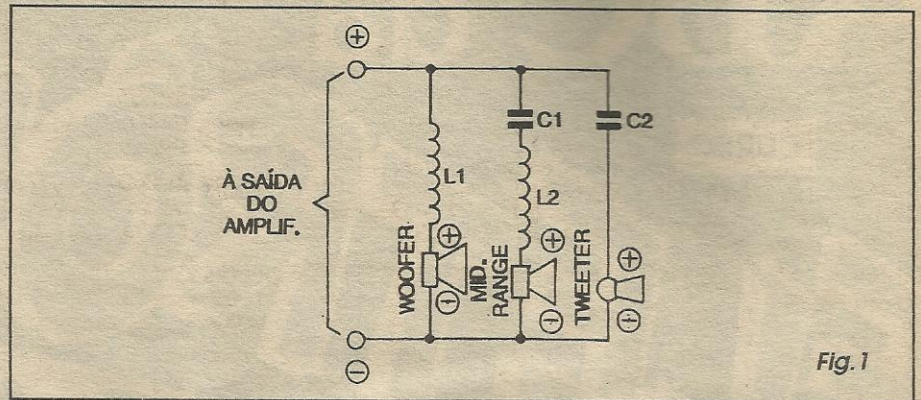 ⊕
C1
C2
L1
L2
À SAÍDA
DO
AMPLIF.
WOOFER
⊕
⊖
MID.
RANGE
⊕
⊖
TWEETER
⊕
⊖
Fig.1